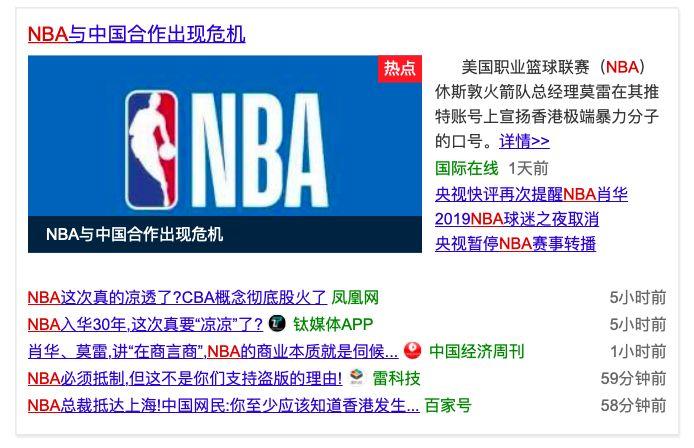 NBA与中国合作出现危机
热点
NBA
NBA与中国合作出现危机
美国职业篮球联赛（NBA）
休斯敦火箭队总经理莫雷在其推
特账号上宣扬香港极端暴力分子
的口号。详情>>
国际在线 1天前
央视快评再次提醒NBA肖华
2019NBA球迷之夜取消
央视暂停NBA赛事转播
NBA这次真的凉透了?CBA概念彻底股火了 凤凰网 5小时前
NBA入华30年,这次真要“凉凉”了? 钛媒体APP 5小时前
肖华、莫雷,讲“在商言商”,NBA的商业本质就是伺候... 中国经济周刊 1小时前
NBA必须抵制,但这不是你们支持盗版的理由! 雷科技 59分钟前
NBA总裁抵达上海!中国网民:你至少应该知道香港发生... 百家号 58分钟前